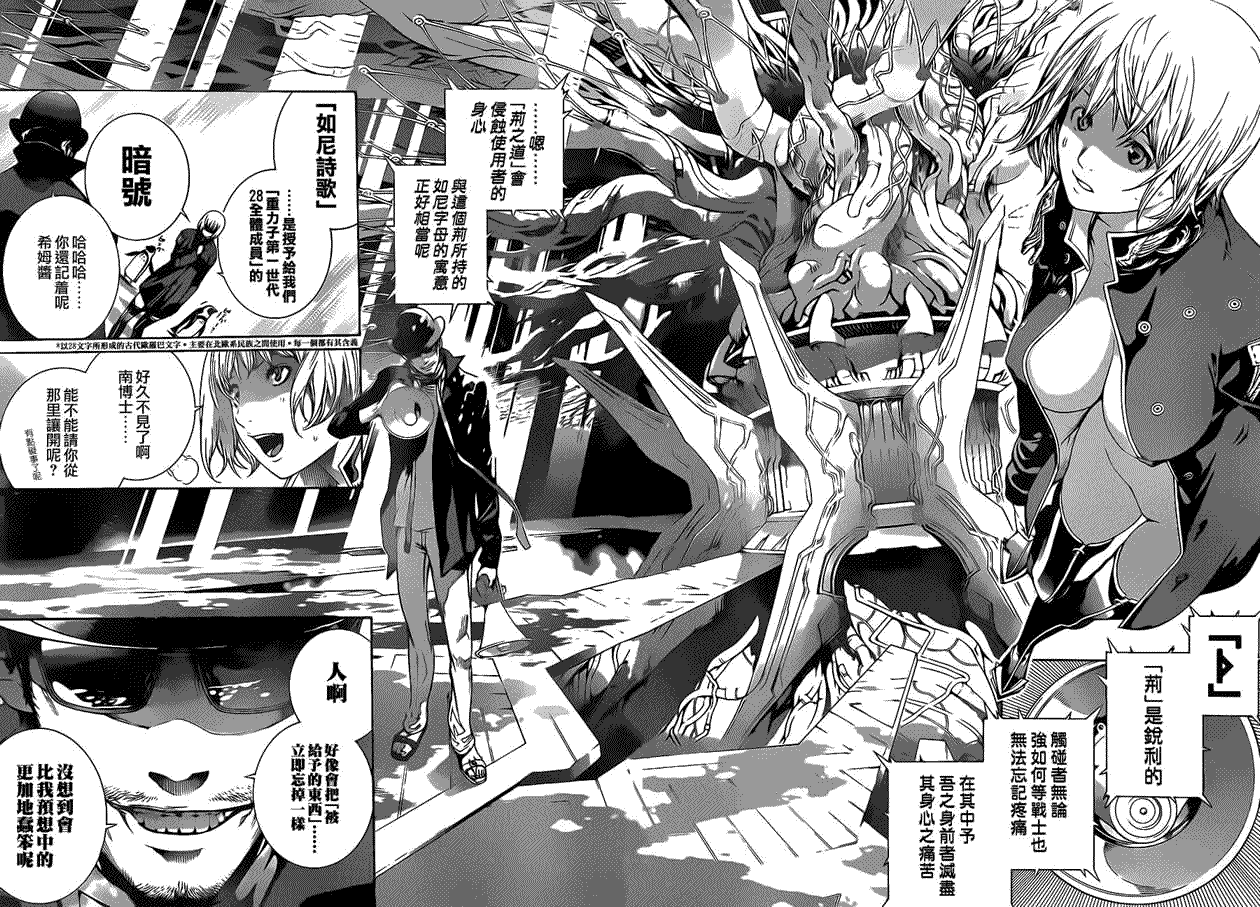 「ᚦ」
「荊」是銳利的
觸碰者無論
強如何等戰士也
無法忘記疼痛
在其中予
吾之身前者滅盡
其身心之痛苦
……嗯……
「荊之道」會
侵蝕使用者的
身心
與這個荊所持的
如尼字母的寓意
正好相當呢
「如尼詩歌」
……是授予給我們
「重力子第一世代
28全體成員」的
暗號
哈哈哈……
你還記着呢
希姆醬
*以28文字所形成的古代歐羅巴文字・主要在北歐系民族之間使用・每一個都有其含義
好久不見了啊
南博士……
能不能請你從
那里讓開呢？
有點礙事了呢
人啊
好像會把「被
給予的東西」……
立即忘掉一樣
沒想到會
比我預想中的
更加地蠢笨呢